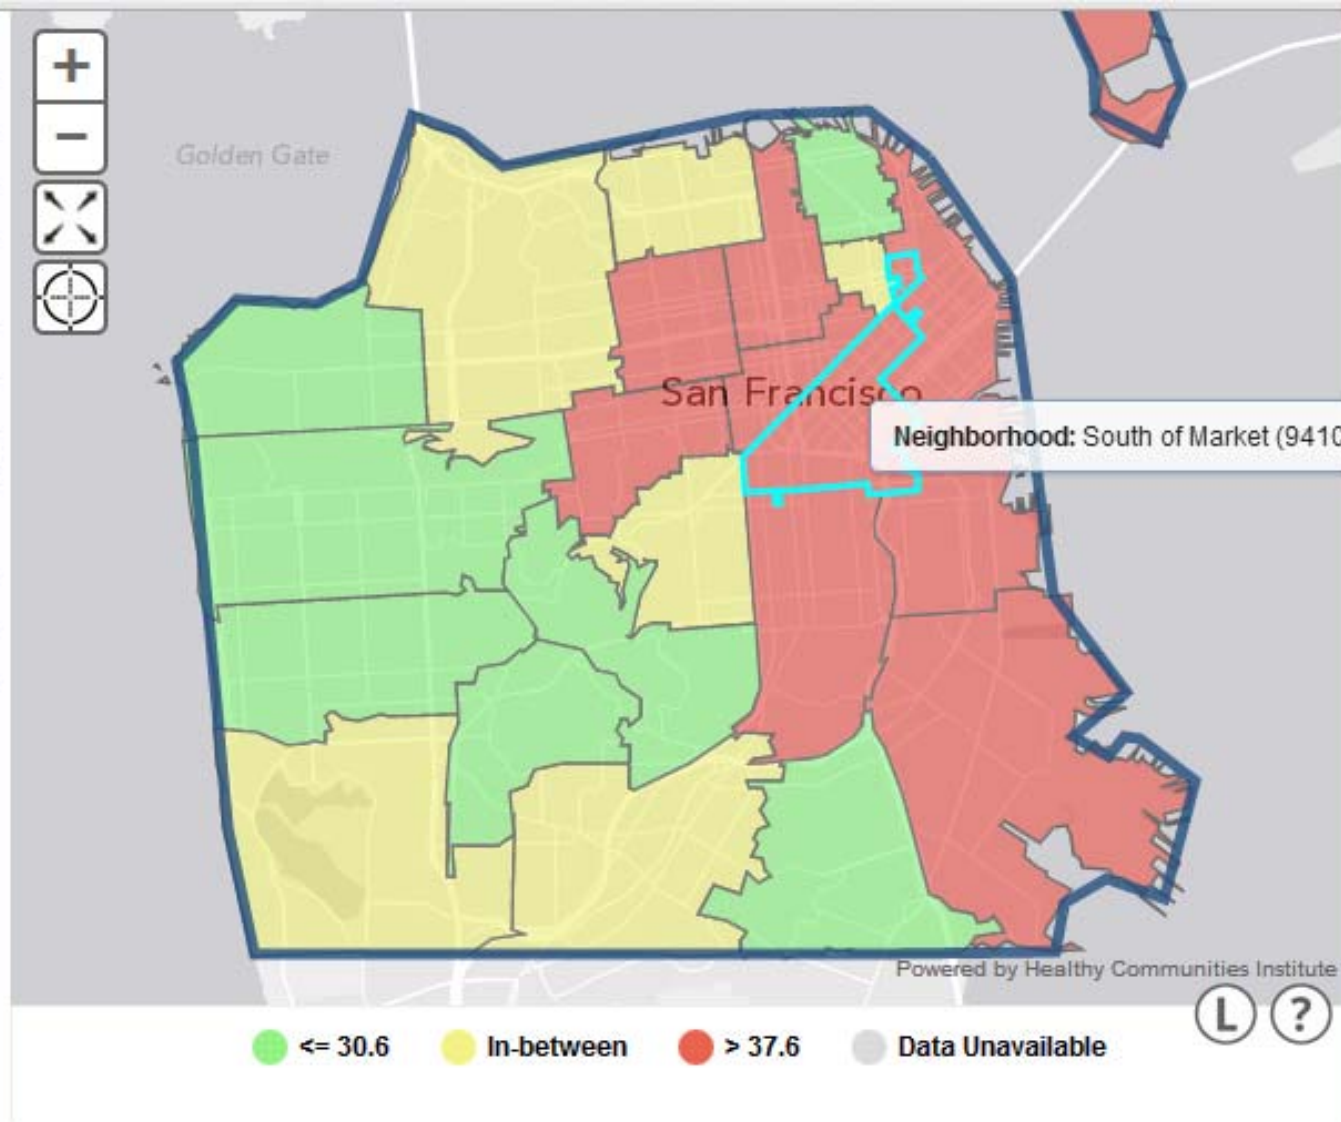 +
−
Golden Gate
San Francisco
Neighborhood: South of Market (9410
Powered by Healthy Communities Institute
L ?
<= 30.6 In-between > 37.6 Data Unavailable